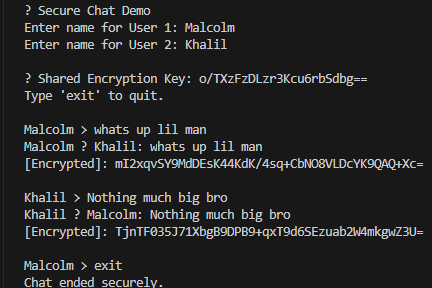 ? Secure Chat Demo
Enter name for User 1: Malcolm
Enter name for User 2: Khalil
? Shared Encryption Key: o/TXzFzDLzr3Kcu6rbSdbg==
Type 'exit' to quit.
Malcolm > whats up lil man
Malcolm ? Khalil: whats up lil man
[Encrypted]: mI2xqvSY9MdDEsK44KdK/4sq+CbNO8VLDcYK9QAQ+Xc=
Khalil > Nothing much big bro
Khalil ? Malcolm: Nothing much big bro
[Encrypted]: TjnTF035J71XbgB9DPB9+qxT9d6SEzuab2W4mkgwZ3U=
Malcolm > exit
Chat ended securely.